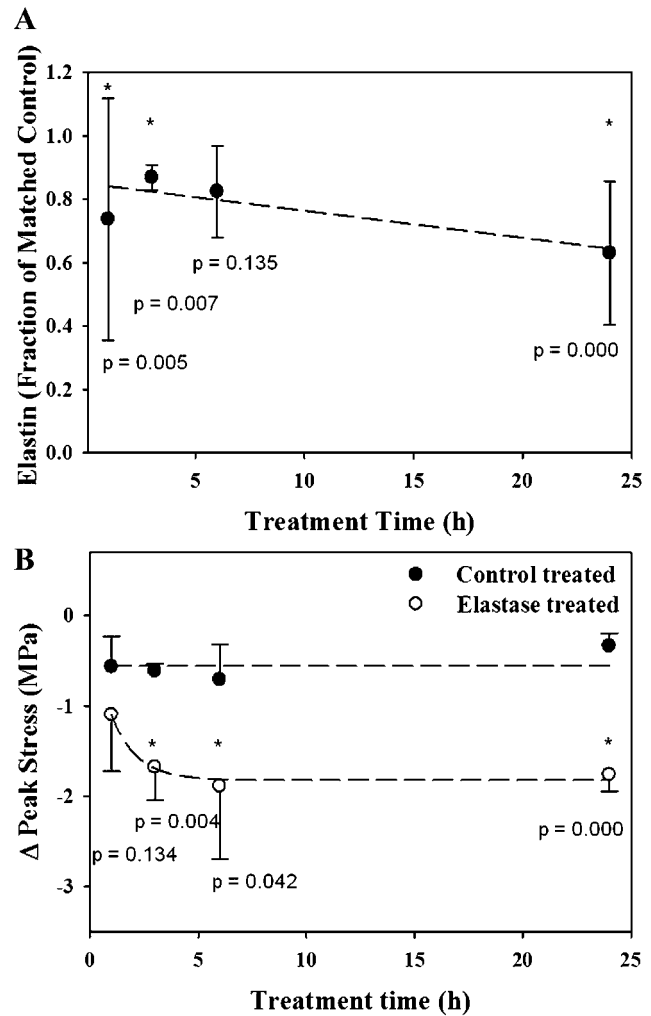 A
Elastin (Fraction of Matched Control)
1.2
1.0
0.8
0.6
0.4
0.2
0.0
*
*
*
p = 0.135
p = 0.007
p = 0.005
p = 0.000
5
10
15
20
25
Treatment Time (h)
B
Δ Peak Stress (MPa)
Control treated
Elastase treated
0
-1
-2
-3
*
*
*
p = 0.004
p = 0.134
p = 0.042
p = 0.000
0
5
10
15
20
25
Treatment time (h)